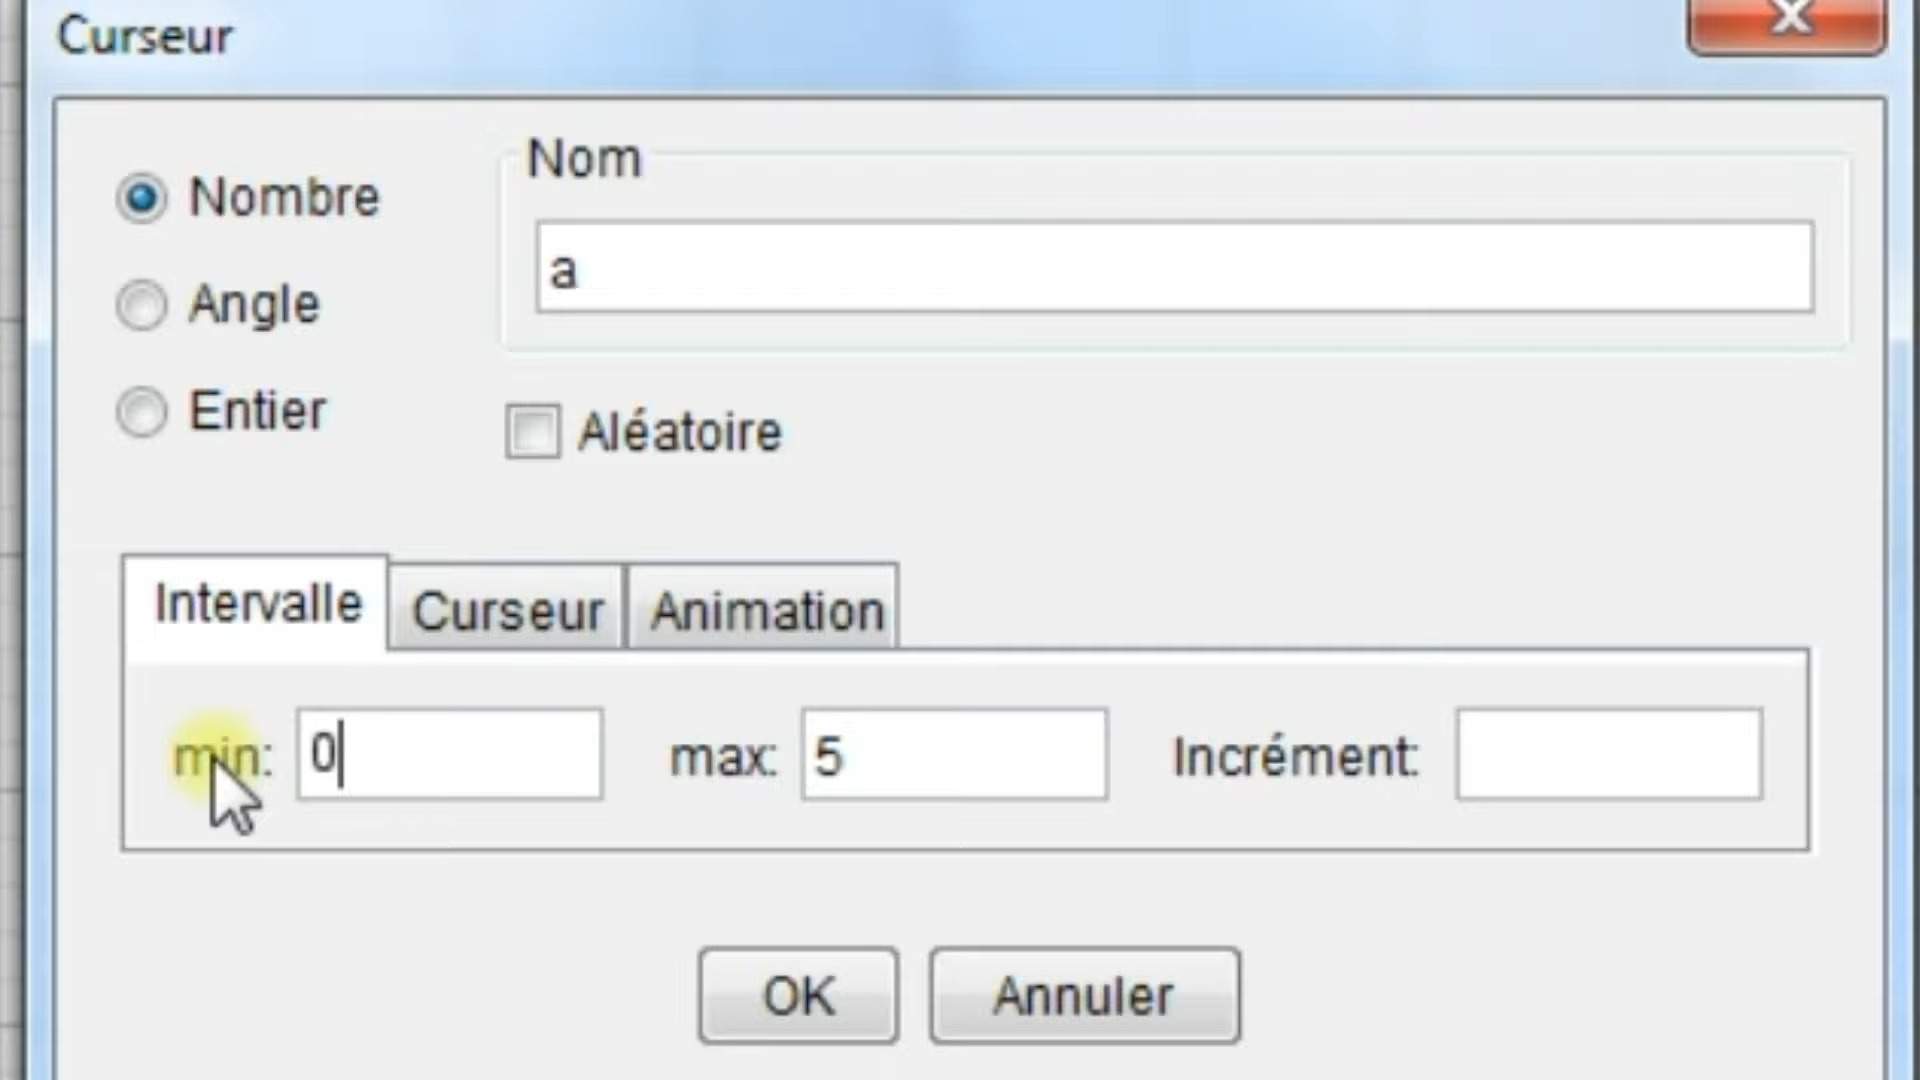 Curseur
Nombre
Nom
a
Angle
Entier
Aléatoire
Intervalle Curseur Animation
min: 0 max: 5 Incrément:
OK Annuler